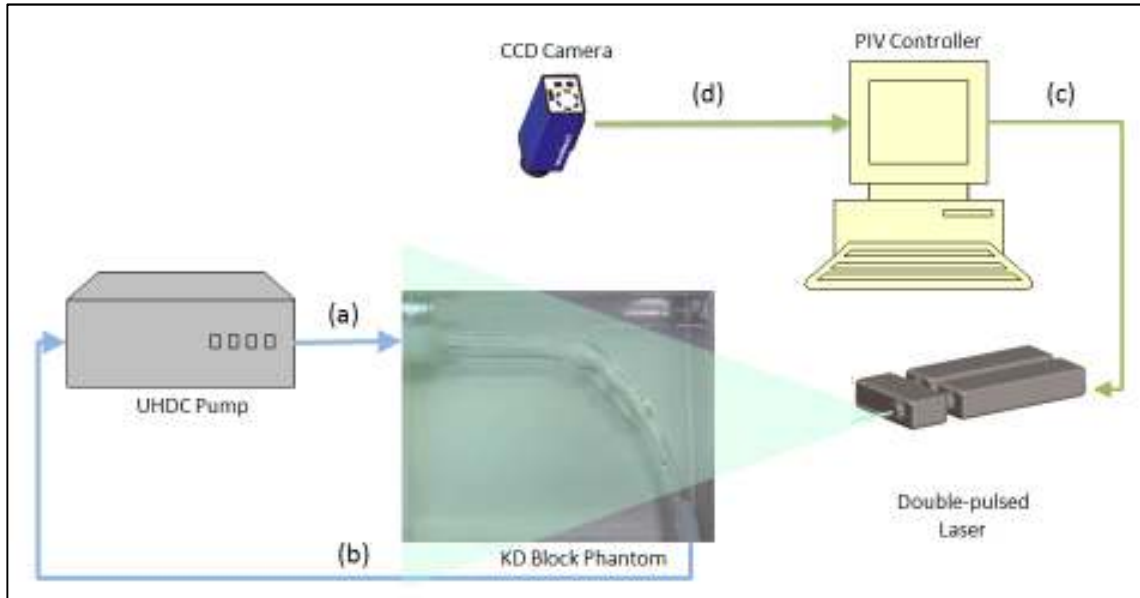 CCD Camera
PIV Controller
(d)
(c)
(a)
UHDC Pump
Double-pulsed
Laser
(b)
KD Block Phantom